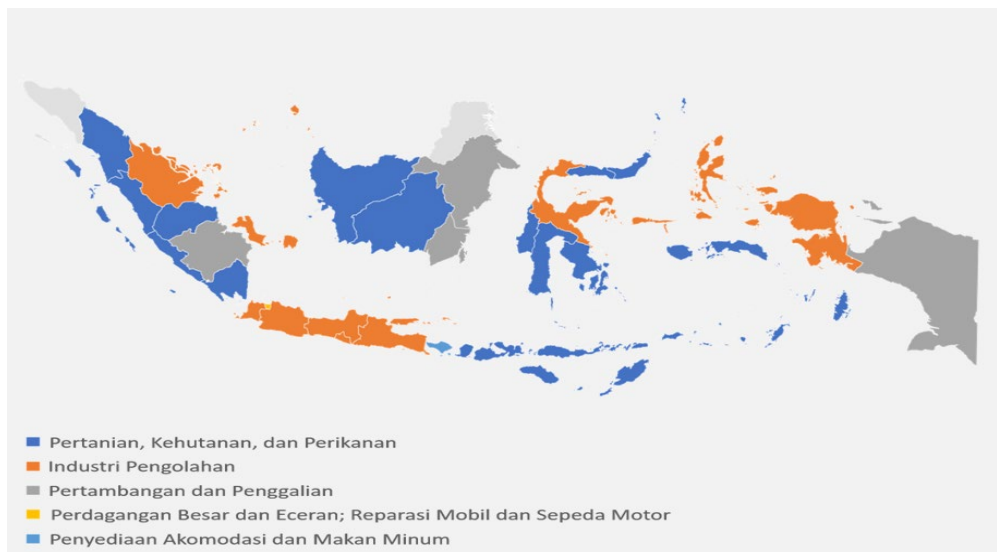 Pertanian, Kehutanan, dan Perikanan
Industri Pengolahan
Pertambangan dan Penggalian
Perdagangan Besar dan Eceran; Reparasi Mobil dan Sepeda Motor
Penyediaan Akomodasi dan Makan Minum